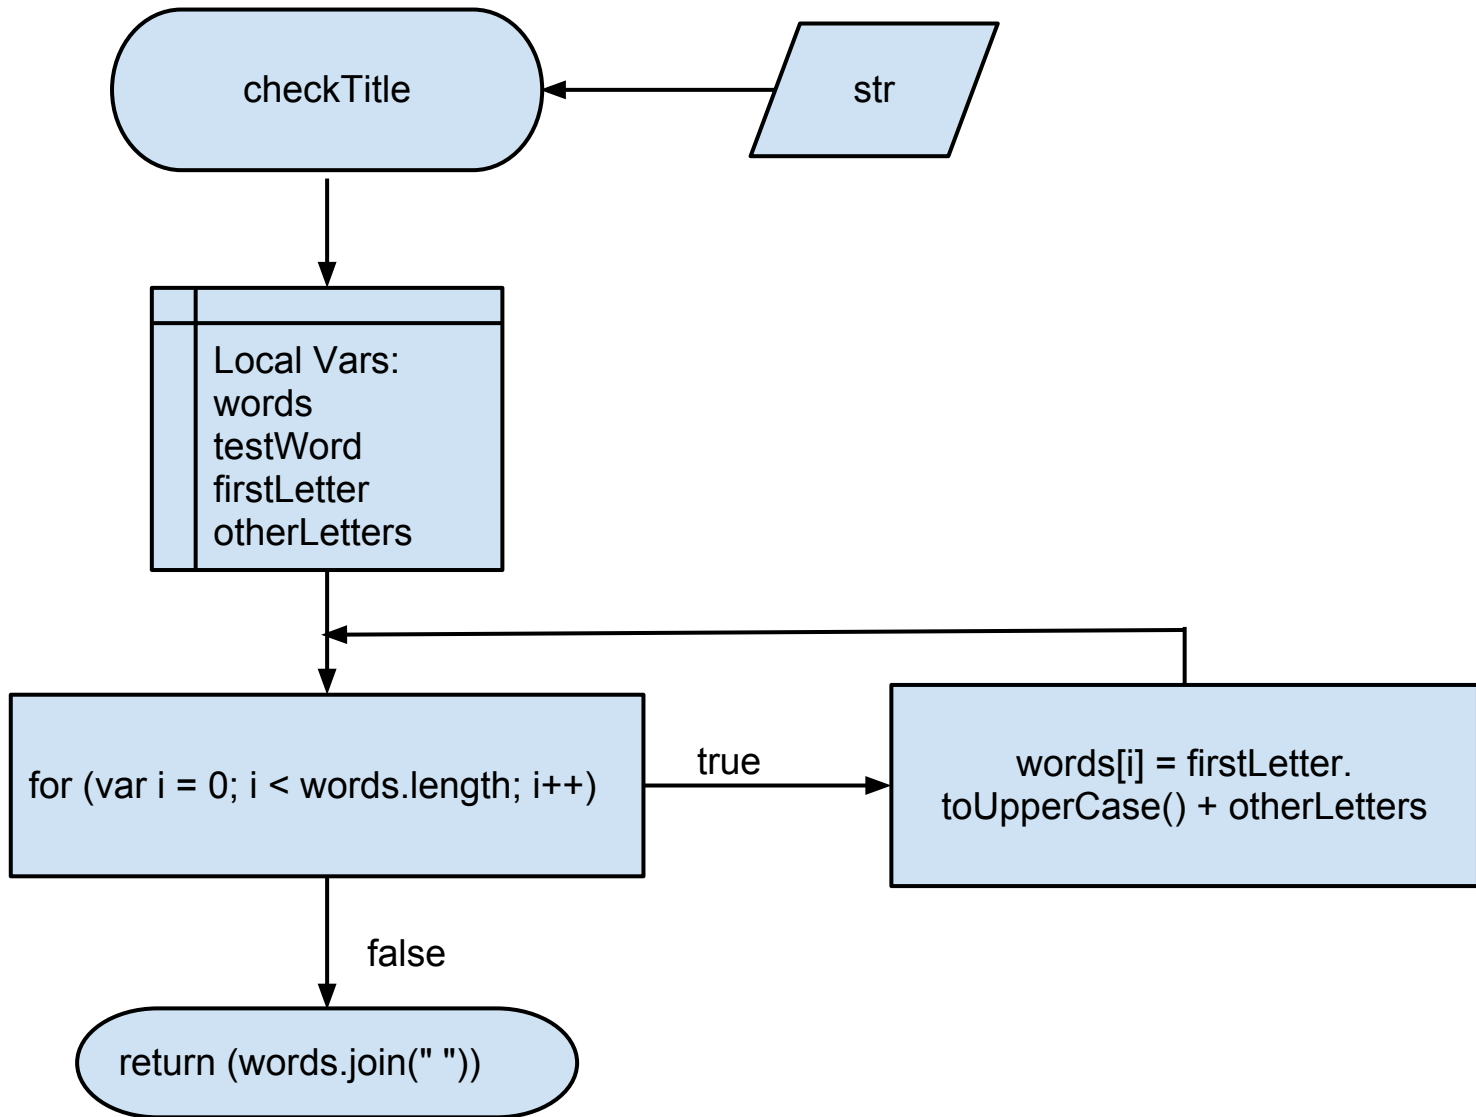 checkTitle
str
Local Vars:
words
testWord
firstLetter
otherLetters
for (var i = 0; i < words.length; i++)
true
words[i] = firstLetter.
toUpperCase() + otherLetters
false
return (words.join(" "))